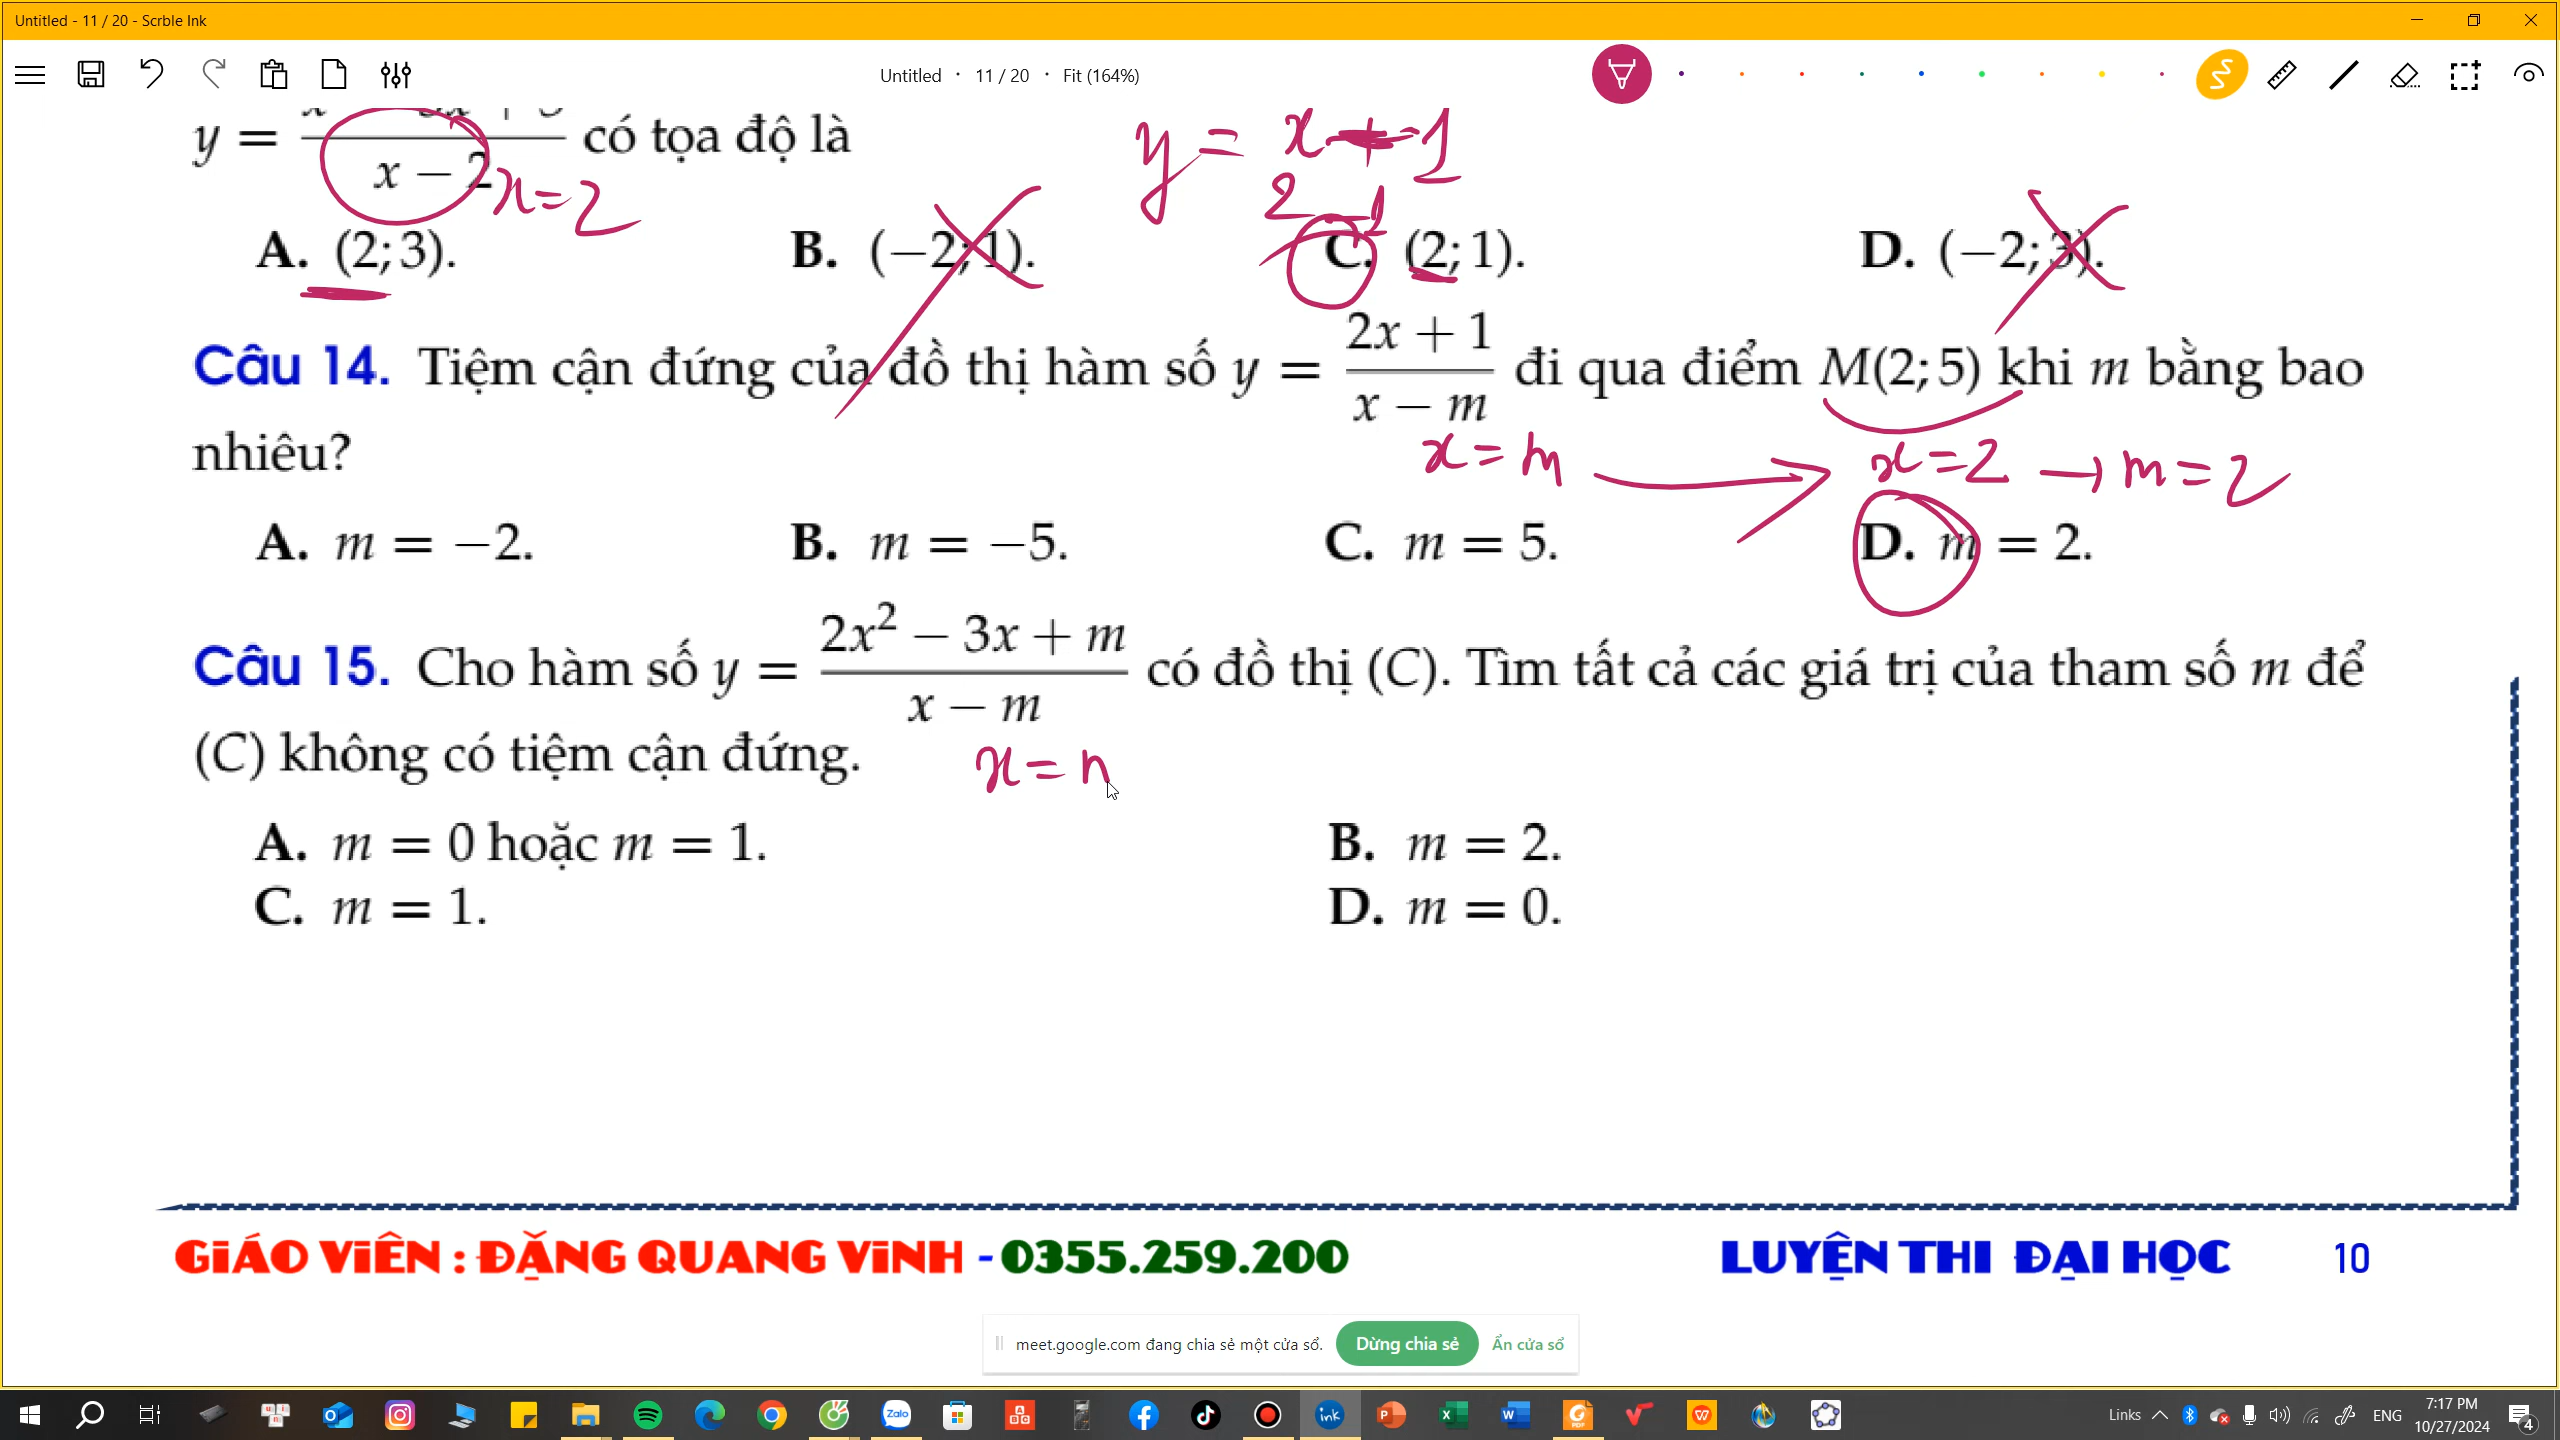 Untitled - 11 / 20 - Scrble Ink
Untitled · 11 / 20 · Fit (164%)
y = / x − 2 có tọa độ là
x = 2
y = x − 1
2 − 1
A. (2; 3). B. (−2; 1). C. (2; 1). D. (−2; 3).
Câu 14. Tiệm cận đứng của đồ thị hàm số y = (2x + 1)/(x − m) đi qua điểm M(2; 5) khi m bằng bao
nhiêu?
x = m → x = 2 → m = 2
A. m = −2. B. m = −5. C. m = 5. D. m = 2.
Câu 15. Cho hàm số y = (2x² − 3x + m)/(x − m) có đồ thị (C). Tìm tất cả các giá trị của tham số m để
(C) không có tiệm cận đứng.
x = n
A. m = 0 hoặc m = 1. B. m = 2.
C. m = 1. D. m = 0.
GIÁO VIÊN : ĐẶNG QUANG VINH - 0355.259.200 LUYỆN THI ĐẠI HỌC 10
meet.google.com đang chia sẻ một cửa sổ. Dừng chia sẻ Ẩn cửa sổ
Zalo
ink
Links ENG 7:17 PM
10/27/2024
4